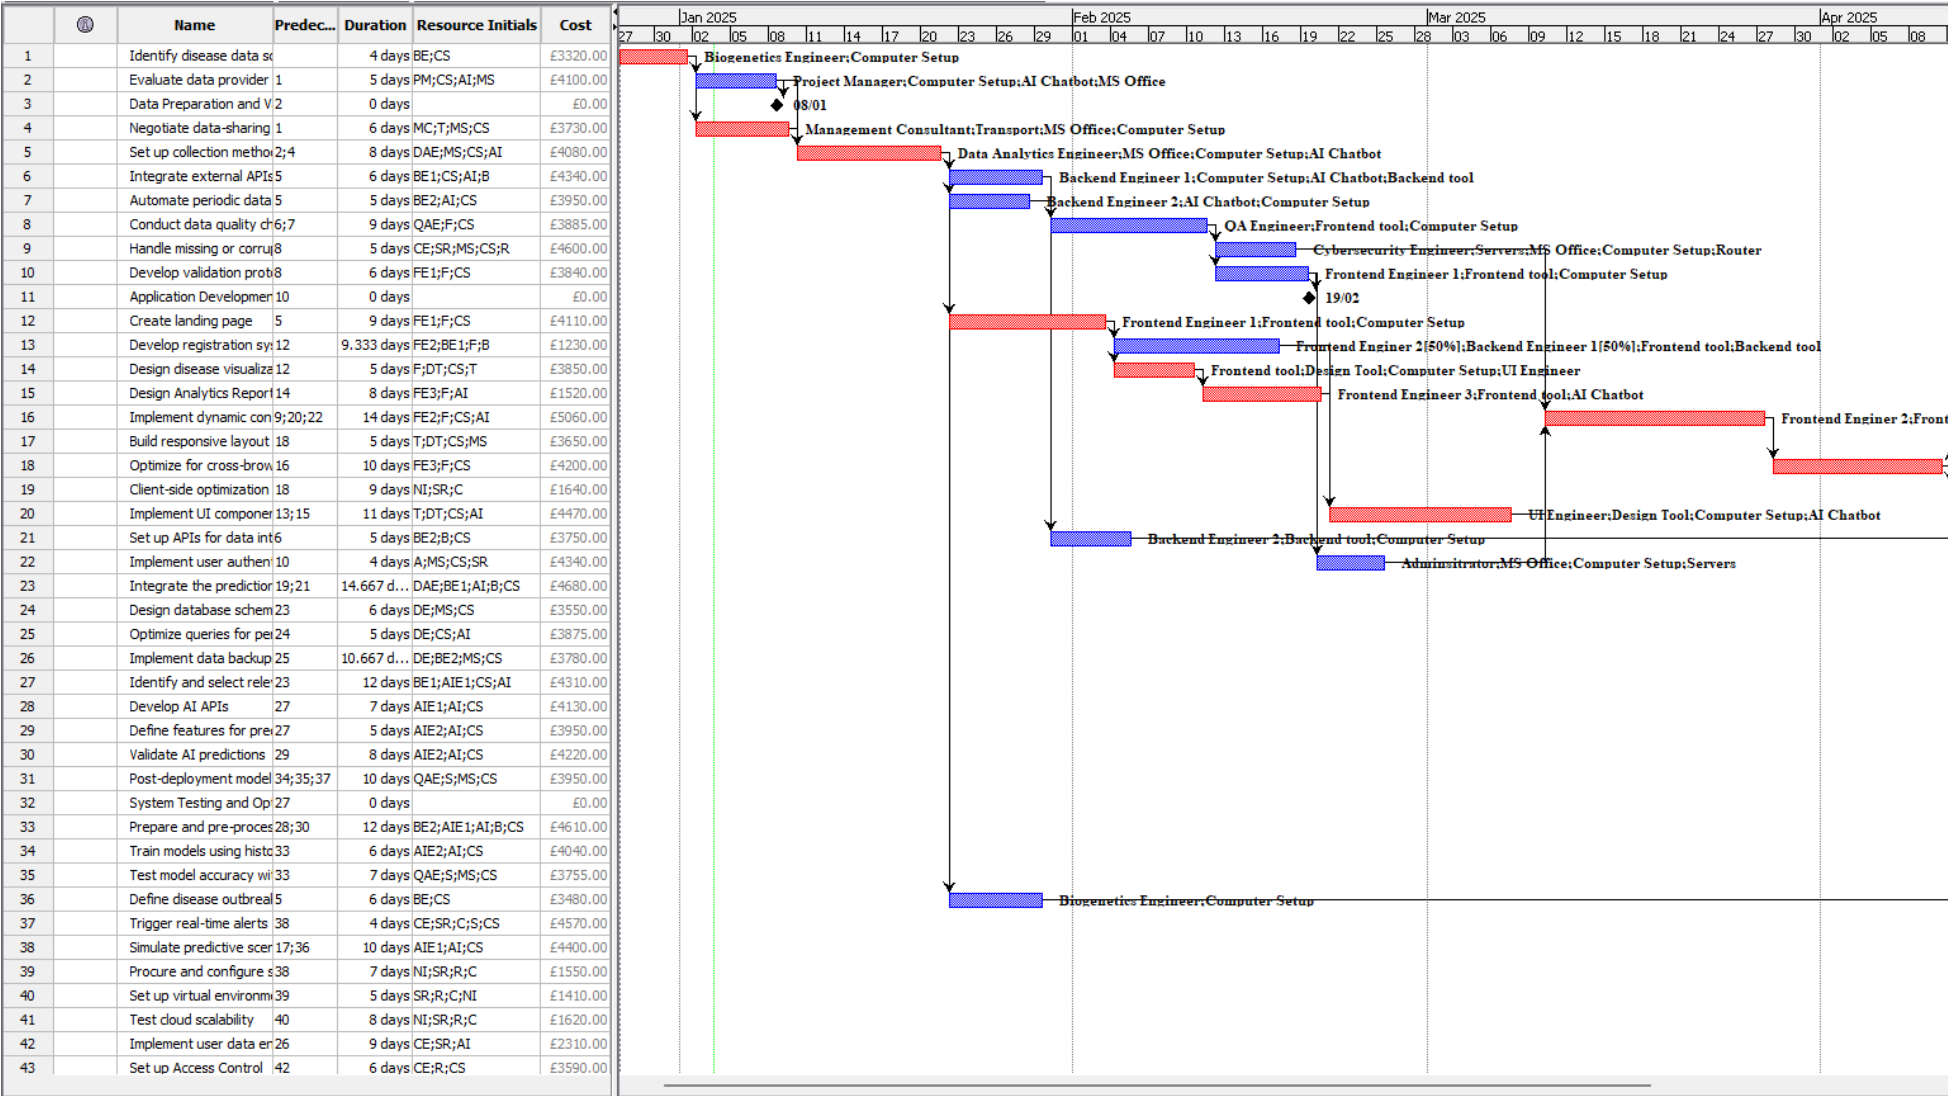 Name Predec... Duration Resource Initials Cost
Jan 2025 Feb 2025 Mar 2025 Apr 2025
27 30 02 05 08 11 14 17 20 23 26 29 01 04 07 10 13 16 19 22 25 28 03 06 09 12 15 18 21 24 27 30 02 05 08
1 Identify disease data sc 4 days BE;CS £3320.00 Biogenetics Engineer;Computer Setup
2 Evaluate data provider 1 5 days PM;CS;AI;MS £4100.00 Project Manager;Computer Setup;AI Chatbot;MS Office
3 Data Preparation and V 2 0 days £0.00 08/01
4 Negotiate data-sharing 1 6 days MC;T;MS;CS £3730.00 Management Consultant;Transport;MS Office;Computer Setup
5 Set up collection metho 2;4 8 days DAE;MS;CS;AI £4080.00 Data Analytics Engineer;MS Office;Computer Setup;AI Chatbot
6 Integrate external APIs 5 6 days BE1;CS;AI;B £4340.00 Backend Engineer 1;Computer Setup;AI Chatbot;Backend tool
7 Automate periodic data 5 5 days BE2;AI;CS £3950.00 Backend Engineer 2;AI Chatbot;Computer Setup
8 Conduct data quality ch 6;7 9 days QAE;F;CS £3885.00 QA Engineer;Frontend tool;Computer Setup
9 Handle missing or corrup 8 5 days CE;SR;MS;CS;R £4600.00 Cybersecurity Engineer;Servers;MS Office;Computer Setup;Router
10 Develop validation proto 8 6 days FE1;F;CS £3840.00 Frontend Engineer 1;Frontend tool;Computer Setup
11 Application Developmen 10 0 days £0.00 19/02
12 Create landing page 5 9 days FE1;F;CS £4110.00 Frontend Engineer 1;Frontend tool;Computer Setup
13 Develop registration sys 12 9.333 days FE2;BE1;F;B £1230.00 Frontend Enginer 2[50%];Backend Engineer 1[50%];Frontend tool;Backend tool
14 Design disease visualiza 12 5 days F;DT;CS;T £3850.00 Frontend tool;Design Tool;Computer Setup;UI Engineer
15 Design Analytics Report 14 8 days FE3;F;AI £1520.00 Frontend Engineer 3;Frontend tool;AI Chatbot
16 Implement dynamic con 9;20;22 14 days FE2;F;CS;AI £5060.00 Frontend Enginer 2;Front
17 Build responsive layout 18 5 days T;DT;CS;MS £3650.00
18 Optimize for cross-brow 16 10 days FE3;F;CS £4200.00
19 Client-side optimization 18 9 days NI;SR;C £1640.00
20 Implement UI componer 13;15 11 days T;DT;CS;AI £4470.00 UI Engineer;Design Tool;Computer Setup;AI Chatbot
21 Set up APIs for data int 6 5 days BE2;B;CS £3750.00 Backend Engineer 2;Backend tool;Computer Setup
22 Implement user authen 10 4 days A;MS;CS;SR £4340.00 Adminsitrator;MS Office;Computer Setup;Servers
23 Integrate the prediction 19;21 14.667 d... DAE;BE1;AI;B;CS £4680.00
24 Design database schem 23 6 days DE;MS;CS £3550.00
25 Optimize queries for per 24 5 days DE;CS;AI £3875.00
26 Implement data backup 25 10.667 d... DE;BE2;MS;CS £3780.00
27 Identify and select rele 23 12 days BE1;AIE1;CS;AI £4310.00
28 Develop AI APIs 27 7 days AIE1;AI;CS £4130.00
29 Define features for pre 27 5 days AIE2;AI;CS £3950.00
30 Validate AI predictions 29 8 days AIE2;AI;CS £4220.00
31 Post-deployment model 34;35;37 10 days QAE;S;MS;CS £3950.00
32 System Testing and Op 27 0 days £0.00
33 Prepare and pre-proces 28;30 12 days BE2;AIE1;AI;B;CS £4610.00
34 Train models using histo 33 6 days AIE2;AI;CS £4040.00
35 Test model accuracy wi 33 7 days QAE;S;MS;CS £3755.00
36 Define disease outbreal 5 6 days BE;CS £3480.00 Biogenetics Engineer;Computer Setup
37 Trigger real-time alerts 38 4 days CE;SR;C;S;CS £4570.00
38 Simulate predictive scer 17;36 10 days AIE1;AI;CS £4400.00
39 Procure and configure s 38 7 days NI;SR;R;C £1550.00
40 Set up virtual environm 39 5 days SR;R;C;NI £1410.00
41 Test cloud scalability 40 8 days NI;SR;R;C £1620.00
42 Implement user data en 26 9 days CE;SR;AI £2310.00
43 Set up Access Control 42 6 days CE;R;CS £3590.00